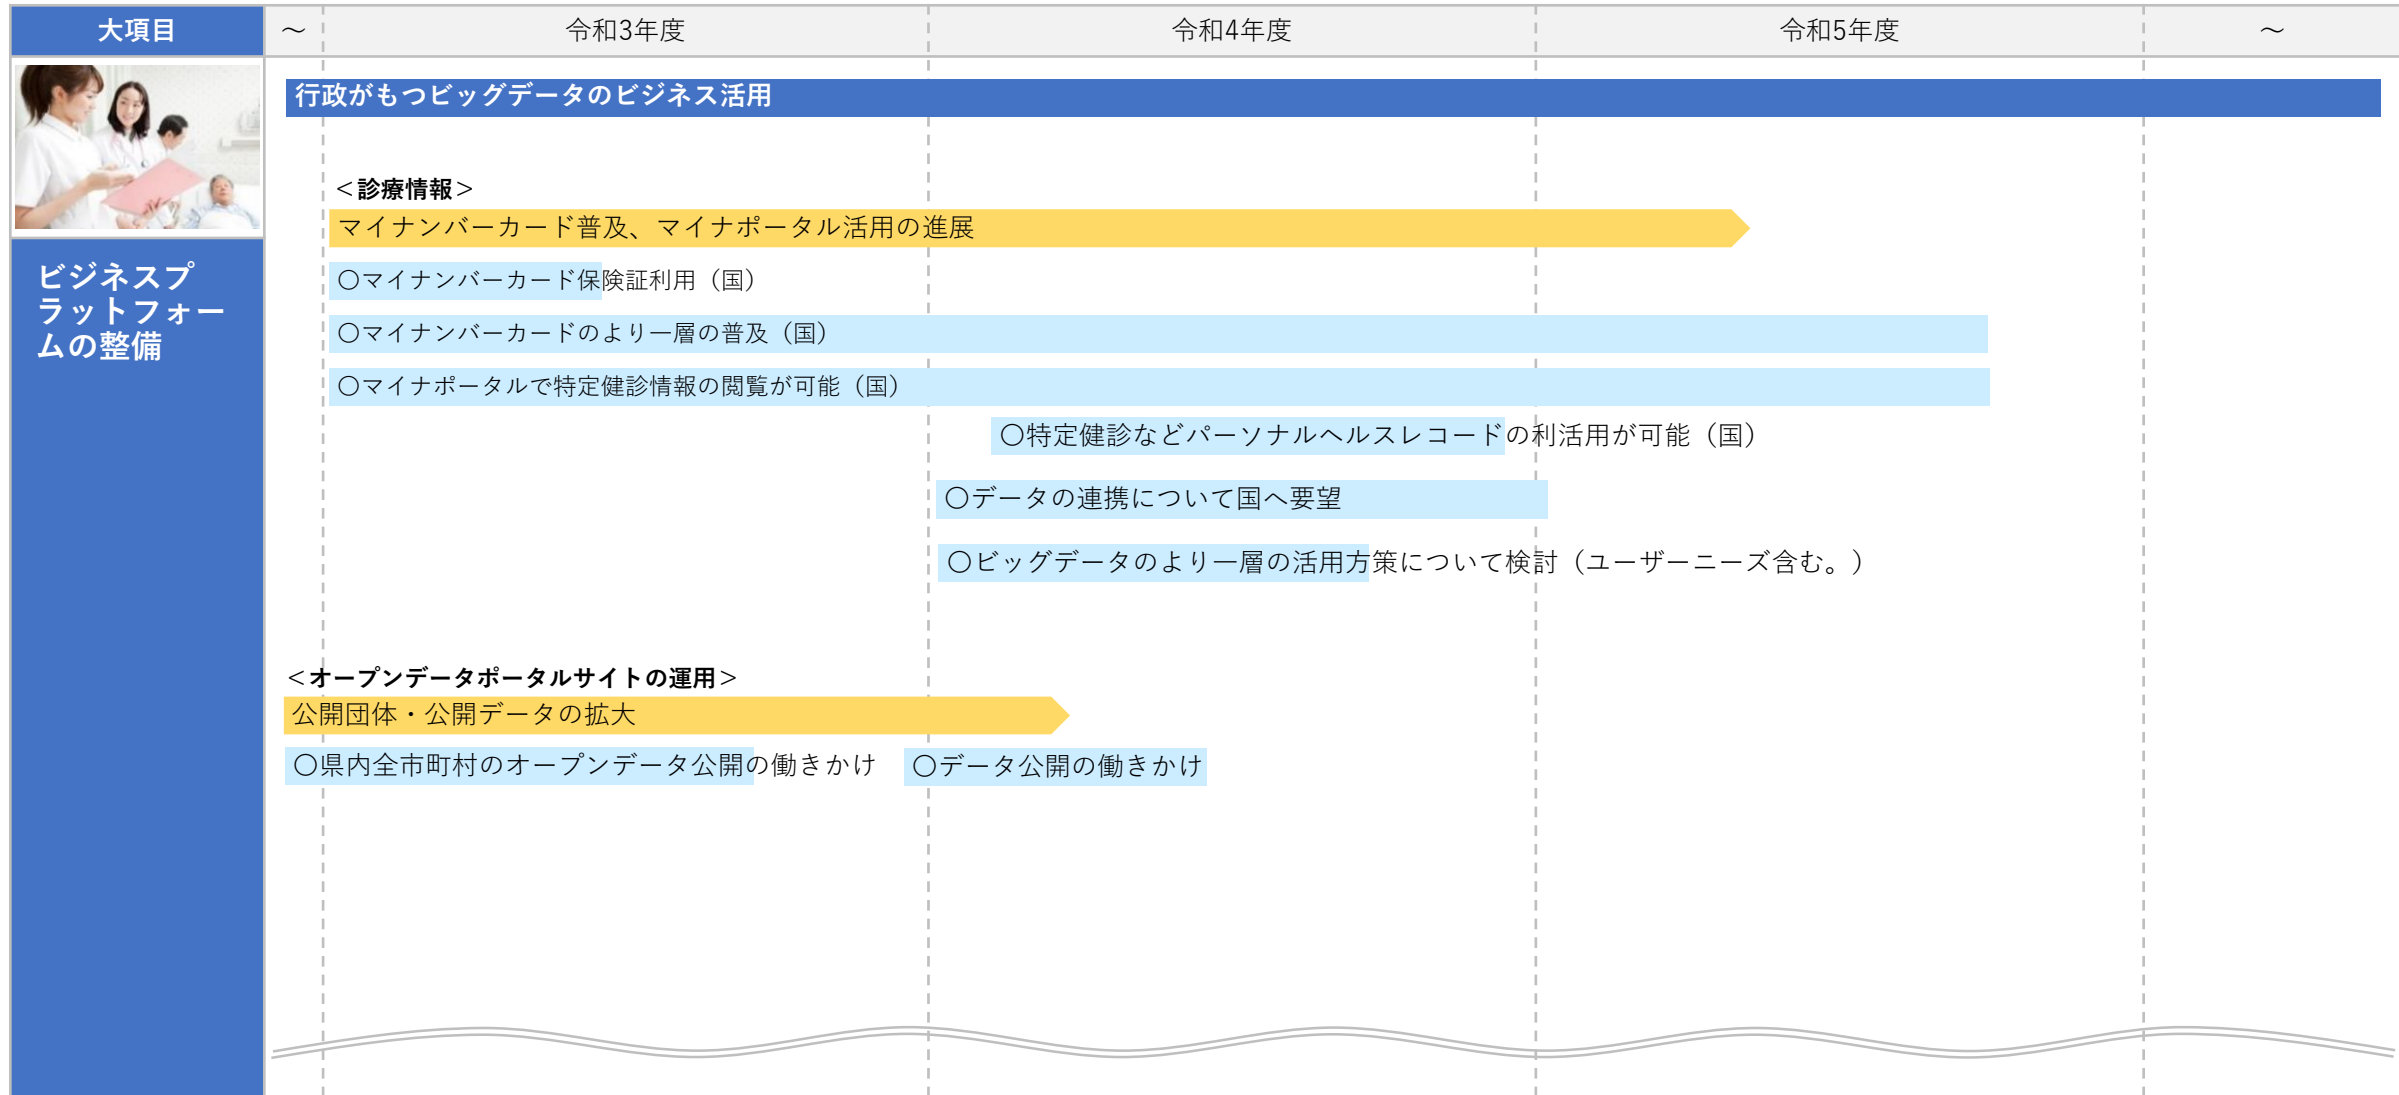 大項目
～
令和3年度
令和4年度
令和5年度
～
行政がもつビッグデータのビジネス活用
ビジネスプ
ラットフォー
ムの整備
＜診療情報＞
マイナンバーカード普及、マイナポータル活用の進展
〇マイナンバーカード保険証利用（国）
〇マイナンバーカードのより一層の普及（国）
〇マイナポータルで特定健診情報の閲覧が可能（国）
〇特定健診などパーソナルヘルスレコードの利活用が可能（国）
〇データの連携について国へ要望
〇ビッグデータのより一層の活用方策について検討（ユーザーニーズ含む。）
＜オープンデータポータルサイトの運用＞
公開団体・公開データの拡大
〇県内全市町村のオープンデータ公開の働きかけ
〇データ公開の働きかけ